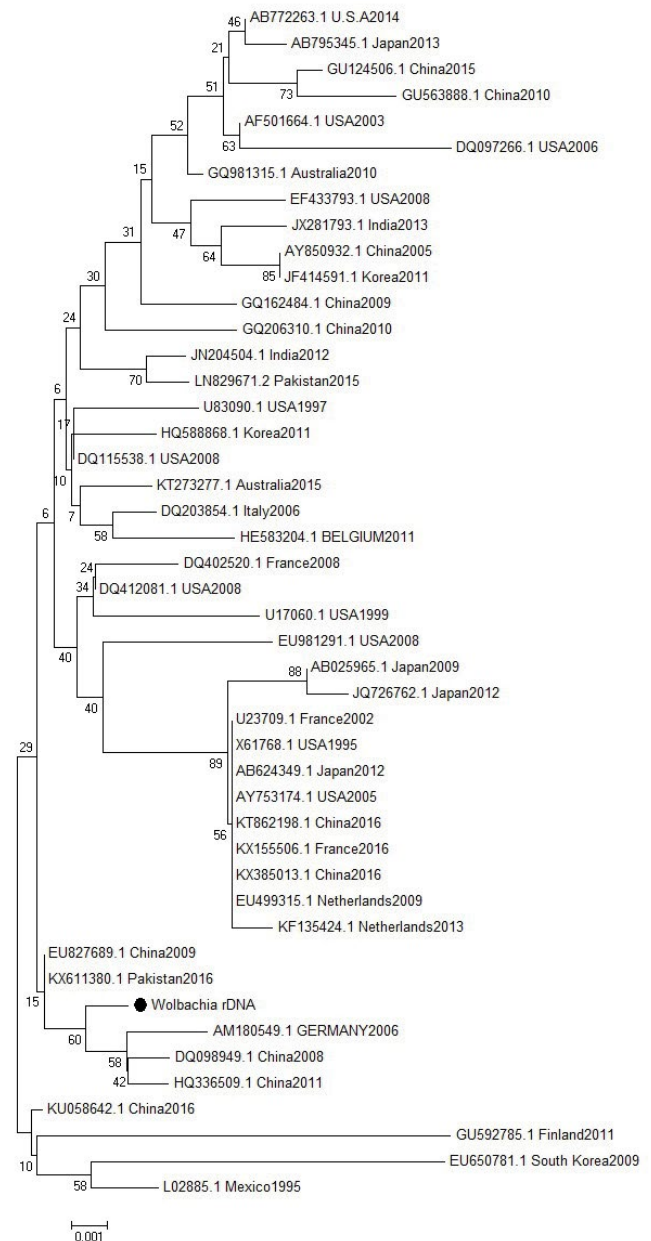 46
AB772263.1 U.S.A2014
AB795345.1 Japan2013
21
GU124506.1 China2015
73
GU563888.1 China2010
51
AF501664.1 USA2003
63
DQ097266.1 USA2006
52
GQ981315.1 Australia2010
15
EF433793.1 USA2008
47
JX281793.1 India2013
64
AY850932.1 China2005
85
JF414591.1 Korea2011
31
GQ162484.1 China2009
30
GQ206310.1 China2010
24
JN204504.1 India2012
70
LN829671.2 Pakistan2015
6
U83090.1 USA1997
17
HQ588868.1 Korea2011
DQ115538.1 USA2008
10
KT273277.1 Australia2015
7
DQ203854.1 Italy2006
58
HE583204.1 BELGIUM2011
6
24
DQ402520.1 France2008
34
DQ412081.1 USA2008
U17060.1 USA1999
40
EU981291.1 USA2008
88
AB025965.1 Japan2009
JQ726762.1 Japan2012
40
U23709.1 France2002
29
89
X61768.1 USA1995
AB624349.1 Japan2012
AY753174.1 USA2005
56
KT862198.1 China2016
KX155506.1 France2016
KX385013.1 China2016
EU499315.1 Netherlands2009
KF135424.1 Netherlands2013
EU827689.1 China2009
KX611380.1 Pakistan2016
15
Wolbachia rDNA
60
AM180549.1 GERMANY2006
58
DQ098949.1 China2008
42
HQ336509.1 China2011
KU058642.1 China2016
GU592785.1 Finland2011
10
EU650781.1 South Korea2009
58
L02885.1 Mexico1995
0.001